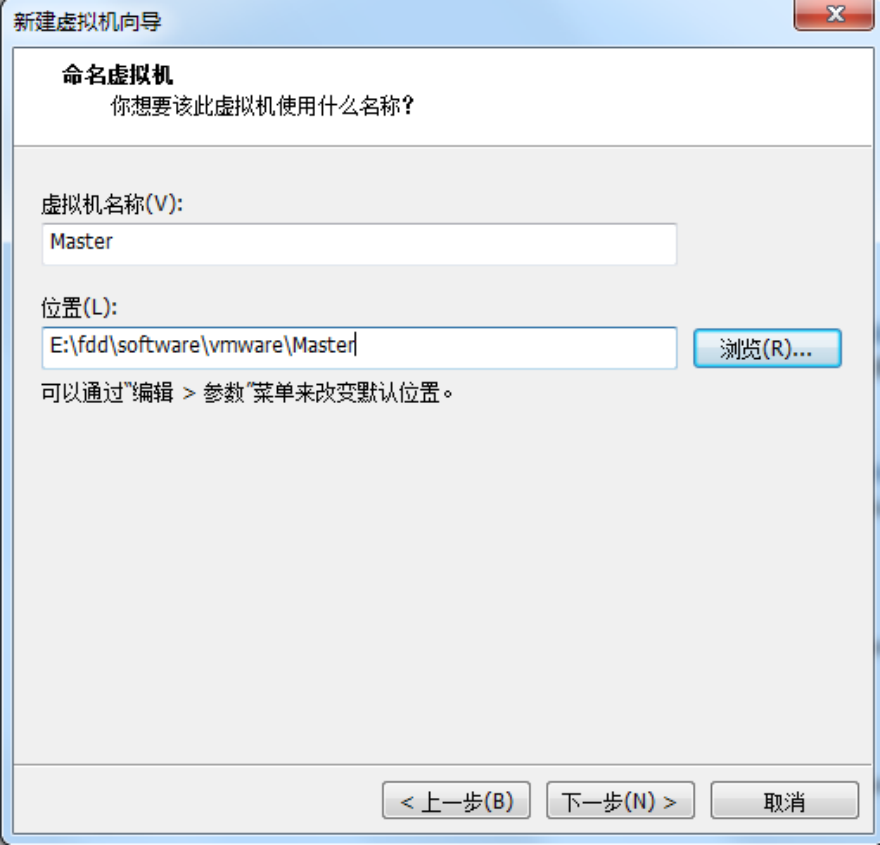 新建虚拟机向导
命名虚拟机
你想要该此虚拟机使用什么名称?
虚拟机名称(V):
Master
位置(L):
E:\fdd\software\vmware\Master
浏览(R)...
可以通过"编辑 > 参数"菜单来改变默认位置。
< 上一步(B)
下一步(N) >
取消